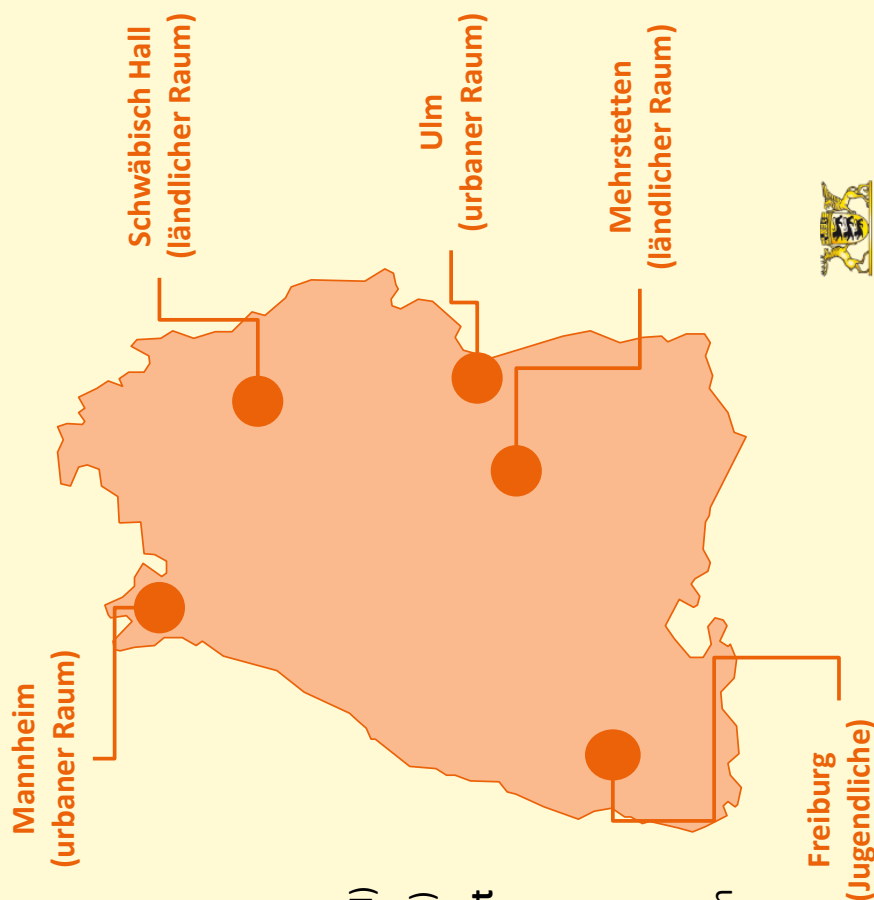 Mannheim
(urbaner Raum)
Schwäbisch Hall
(ländlicher Raum)
Ulm
(urbaner Raum)
Mehrstetten
(ländlicher Raum)
Freiburg
(Jugendliche)